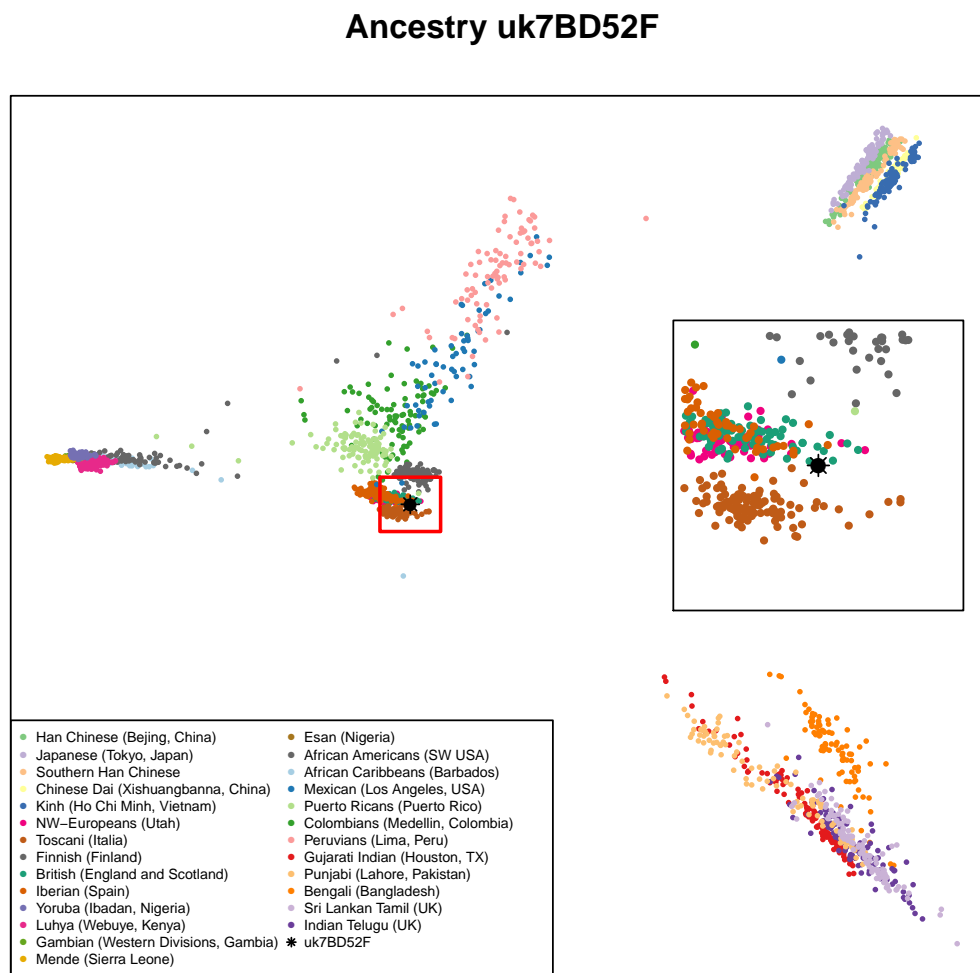 Ancestry uk7BD52F
Han Chinese (Bejing, China)
Japanese (Tokyo, Japan)
Southern Han Chinese
Chinese Dai (Xishuangbanna, China)
Kinh (Ho Chi Minh, Vietnam)
NW−Europeans (Utah)
Toscani (Italia)
Finnish (Finland)
British (England and Scotland)
Iberian (Spain)
Yoruba (Ibadan, Nigeria)
Luhya (Webuye, Kenya)
Gambian (Western Divisions, Gambia)
Mende (Sierra Leone)
Esan (Nigeria)
African Americans (SW USA)
African Caribbeans (Barbados)
Mexican (Los Angeles, USA)
Puerto Ricans (Puerto Rico)
Colombians (Medellin, Colombia)
Peruvians (Lima, Peru)
Gujarati Indian (Houston, TX)
Punjabi (Lahore, Pakistan)
Bengali (Bangladesh)
Sri Lankan Tamil (UK)
Indian Telugu (UK)
uk7BD52F